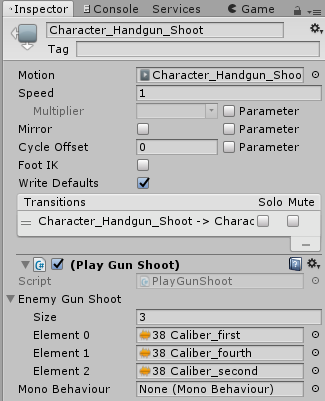 Inspector Console Services Game
Character_Handgun_Shoot
Tag
Motion Character_Handgun_Shoo
Speed 1
Multiplier Parameter
Mirror Parameter
Cycle Offset 0 Parameter
Foot IK
Write Defaults
Transitions Solo Mute
Character_Handgun_Shoot -> Charac
(Play Gun Shoot)
Script PlayGunShoot
Enemy Gun Shoot
Size 3
Element 0 38 Caliber_first
Element 1 38 Caliber_fourth
Element 2 38 Caliber_second
Mono Behaviour None (Mono Behaviour)